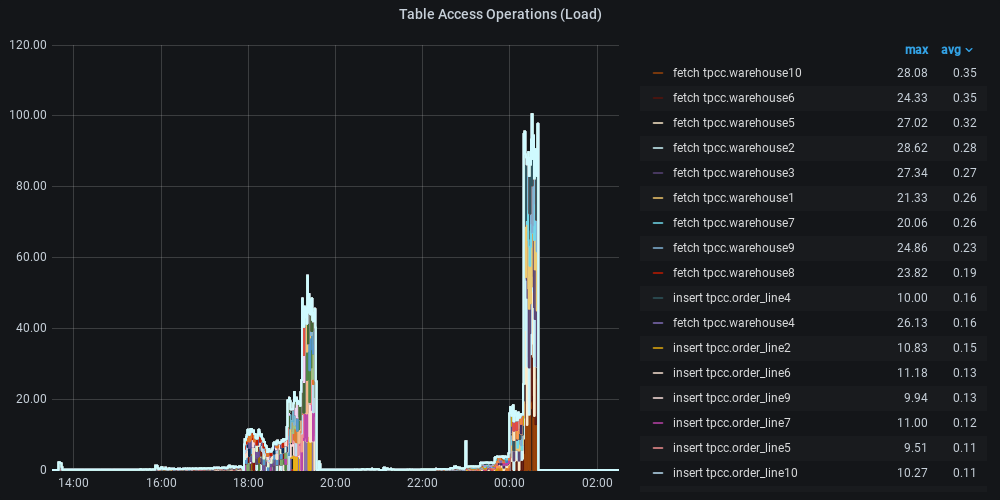 Table Access Operations (Load)
120.00
100.00
80.00
60.00
40.00
20.00
0
14:00 16:00 18:00 20:00 22:00 00:00 02:00
max avg
fetch tpcc.warehouse10 28.08 0.35
fetch tpcc.warehouse6 24.33 0.35
fetch tpcc.warehouse5 27.02 0.32
fetch tpcc.warehouse2 28.62 0.28
fetch tpcc.warehouse3 27.34 0.27
fetch tpcc.warehouse1 21.33 0.26
fetch tpcc.warehouse7 20.06 0.26
fetch tpcc.warehouse9 24.86 0.23
fetch tpcc.warehouse8 23.82 0.19
insert tpcc.order_line4 10.00 0.16
fetch tpcc.warehouse4 26.13 0.16
insert tpcc.order_line2 10.83 0.15
insert tpcc.order_line6 11.18 0.13
insert tpcc.order_line9 9.94 0.13
insert tpcc.order_line7 11.00 0.12
insert tpcc.order_line5 9.51 0.11
insert tpcc.order_line10 10.27 0.11